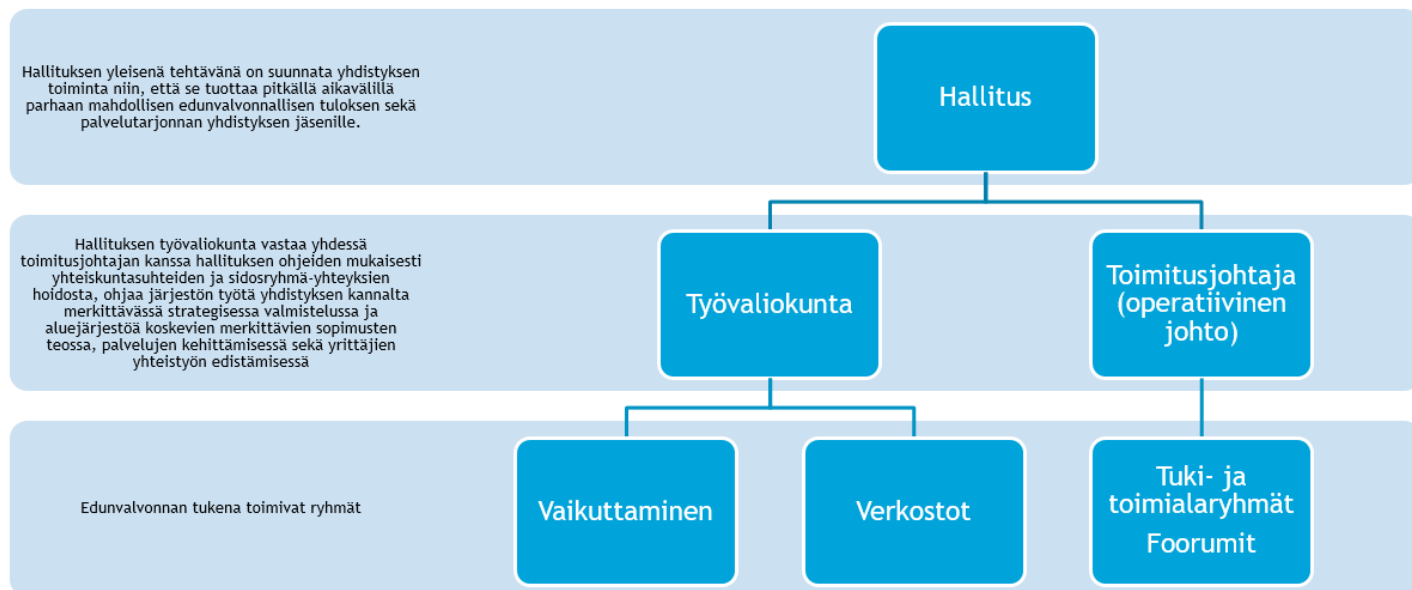 Hallituksen yleisenä tehtävänä on suunnata yhdistyksen
toiminta niin, että se tuottaa pitkällä aikavälillä
parhaan mahdollisen edunvalvonnallisen tuloksen sekä
palvelutarjonnan yhdistyksen jäsenille.
Hallitus
Hallituksen työvaliokunta vastaa yhdessä
toimitusjohtajan kanssa hallituksen ohjeiden mukaisesti
yhteiskuntasuhteiden ja sidosryhmä-yhteyksien
hoidosta, ohjaa järjestön työtä yhdistyksen kannalta
merkittävässä strategisessa valmistelussa ja
aluejärjestöä koskevien merkittävien sopimusten
teossa, palvelujen kehittämisessä sekä yrittäjien
yhteistyön edistämisessä
Työvaliokunta
Toimitusjohtaja
(operatiivinen
johto)
Edunvalvonnan tukena toimivat ryhmät
Vaikuttaminen
Verkostot
Tuki- ja
toimialaryhmät
Foorumit